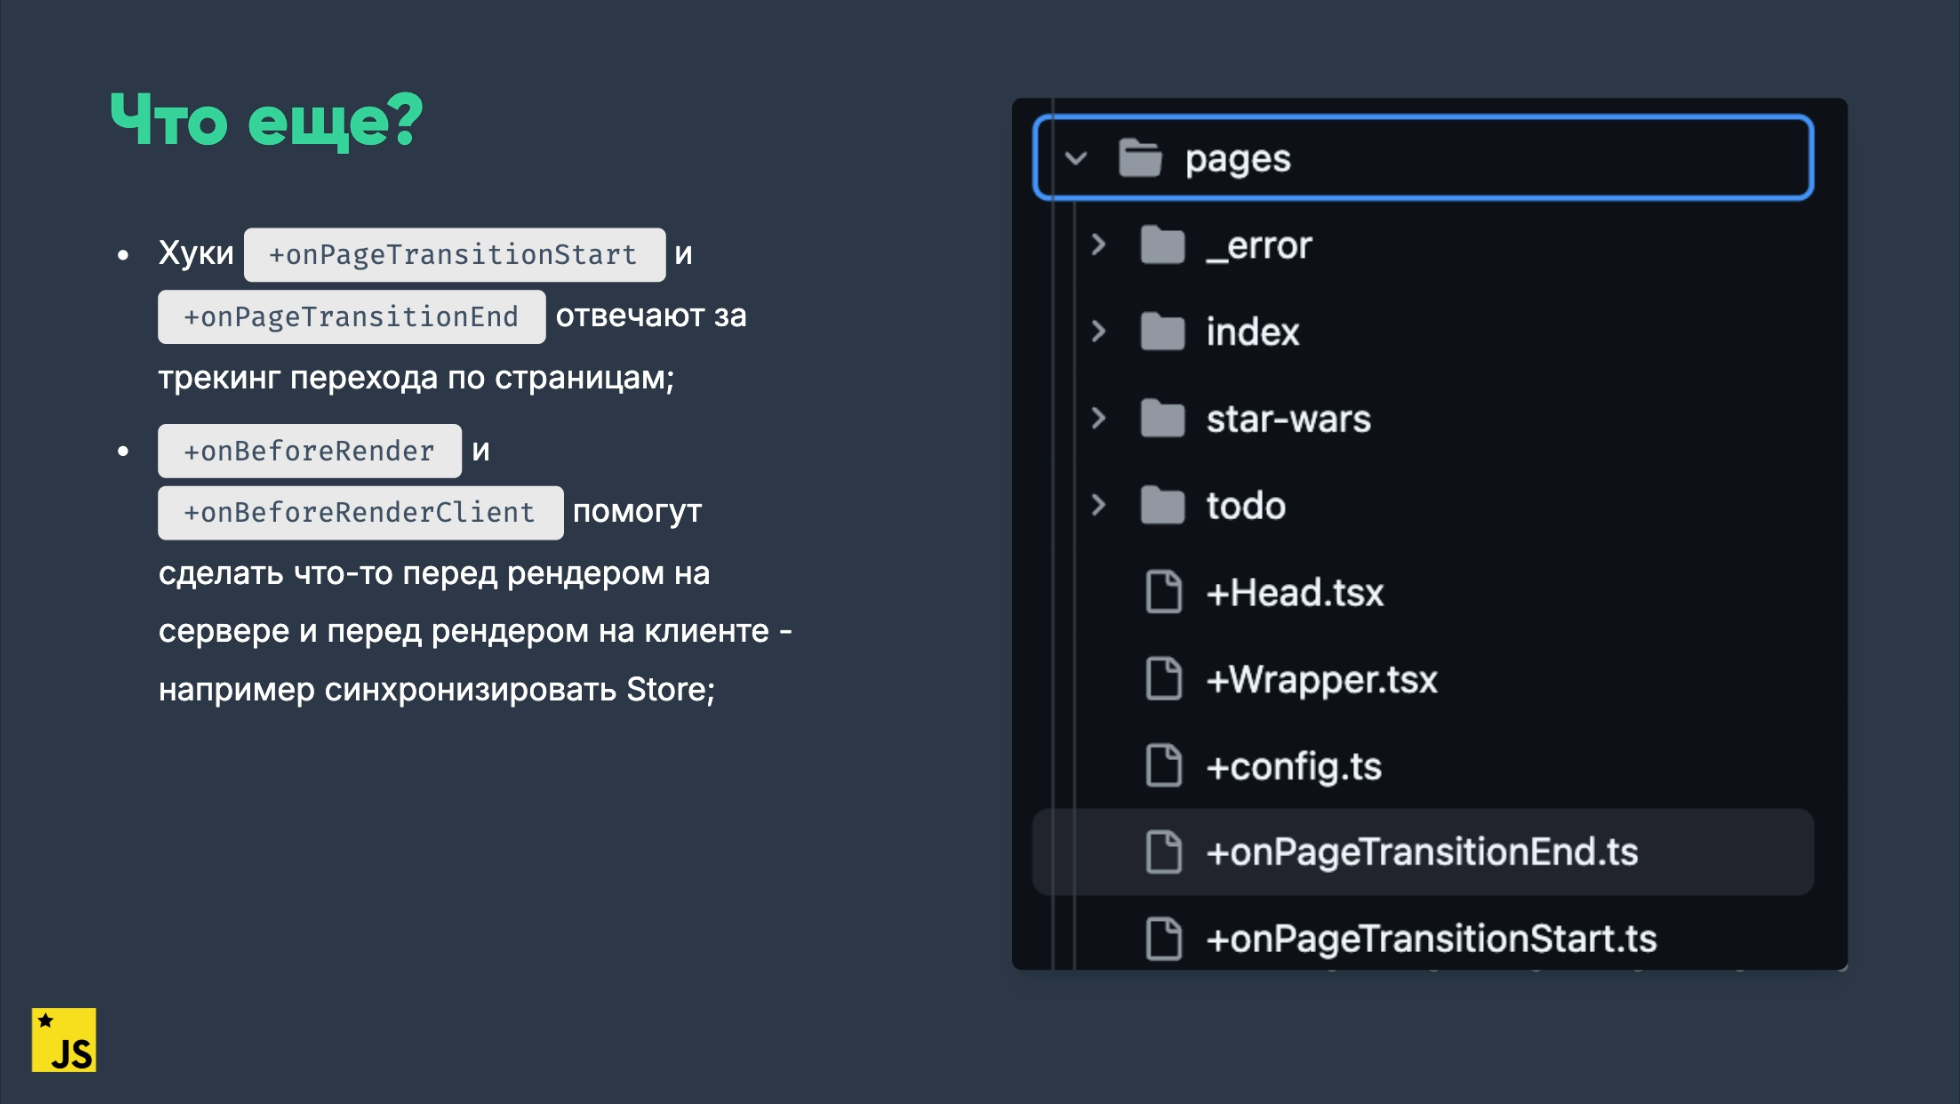 Что еще?
• Хуки +onPageTransitionStart и
+onPageTransitionEnd отвечают за
трекинг перехода по страницам;
• +onBeforeRender и
+onBeforeRenderClient помогут
сделать что-то перед рендером на
сервере и перед рендером на клиенте -
например синхронизировать Store;
pages
_error
index
star-wars
todo
+Head.tsx
+Wrapper.tsx
+config.ts
+onPageTransitionEnd.ts
+onPageTransitionStart.ts
JS